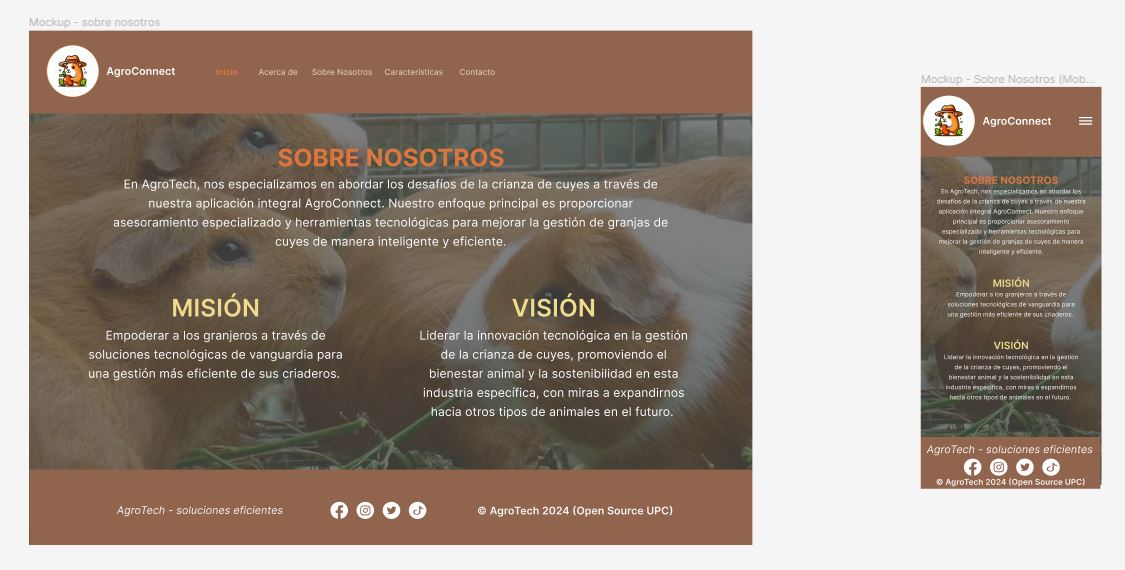 Mockup - sobre nosotros
AgroConnect
Inicio Acerca de Sobre Nosotros Características Contacto
SOBRE NOSOTROS
En AgroTech, nos especializamos en abordar los desafíos de la crianza de cuyes a través de
nuestra aplicación integral AgroConnect. Nuestro enfoque principal es proporcionar
asesoramiento especializado y herramientas tecnológicas para mejorar la gestión de granjas de
cuyes de manera inteligente y eficiente.
MISIÓN
Empoderar a los granjeros a través de
soluciones tecnológicas de vanguardia para
una gestión más eficiente de sus criaderos.
VISIÓN
Liderar la innovación tecnológica en la gestión
de la crianza de cuyes, promoviendo el
bienestar animal y la sostenibilidad en esta
industria específica, con miras a expandirnos
hacia otros tipos de animales en el futuro.
AgroTech - soluciones eficientes
© AgroTech 2024 (Open Source UPC)
Mockup - Sobre Nosotros (Mob...
AgroConnect
SOBRE NOSOTROS
En AgroTech, nos especializamos en abordar los
desafíos de la crianza de cuyes a través de nuestra
aplicación integral AgroConnect. Nuestro enfoque
principal es proporcionar asesoramiento
especializado y herramientas tecnológicas para
mejorar la gestión de granjas de cuyes de manera
inteligente y eficiente.
MISIÓN
Empoderar a los granjeros a través de
soluciones tecnológicas de vanguardia para
una gestión más eficiente de sus criaderos.
VISIÓN
Liderar la innovación tecnológica en la gestión
de la crianza de cuyes, promoviendo el
bienestar animal y la sostenibilidad en esta
industria específica, con miras a expandirnos
hacia otros tipos de animales en el futuro.
AgroTech - soluciones eficientes
© AgroTech 2024 (Open Source UPC)